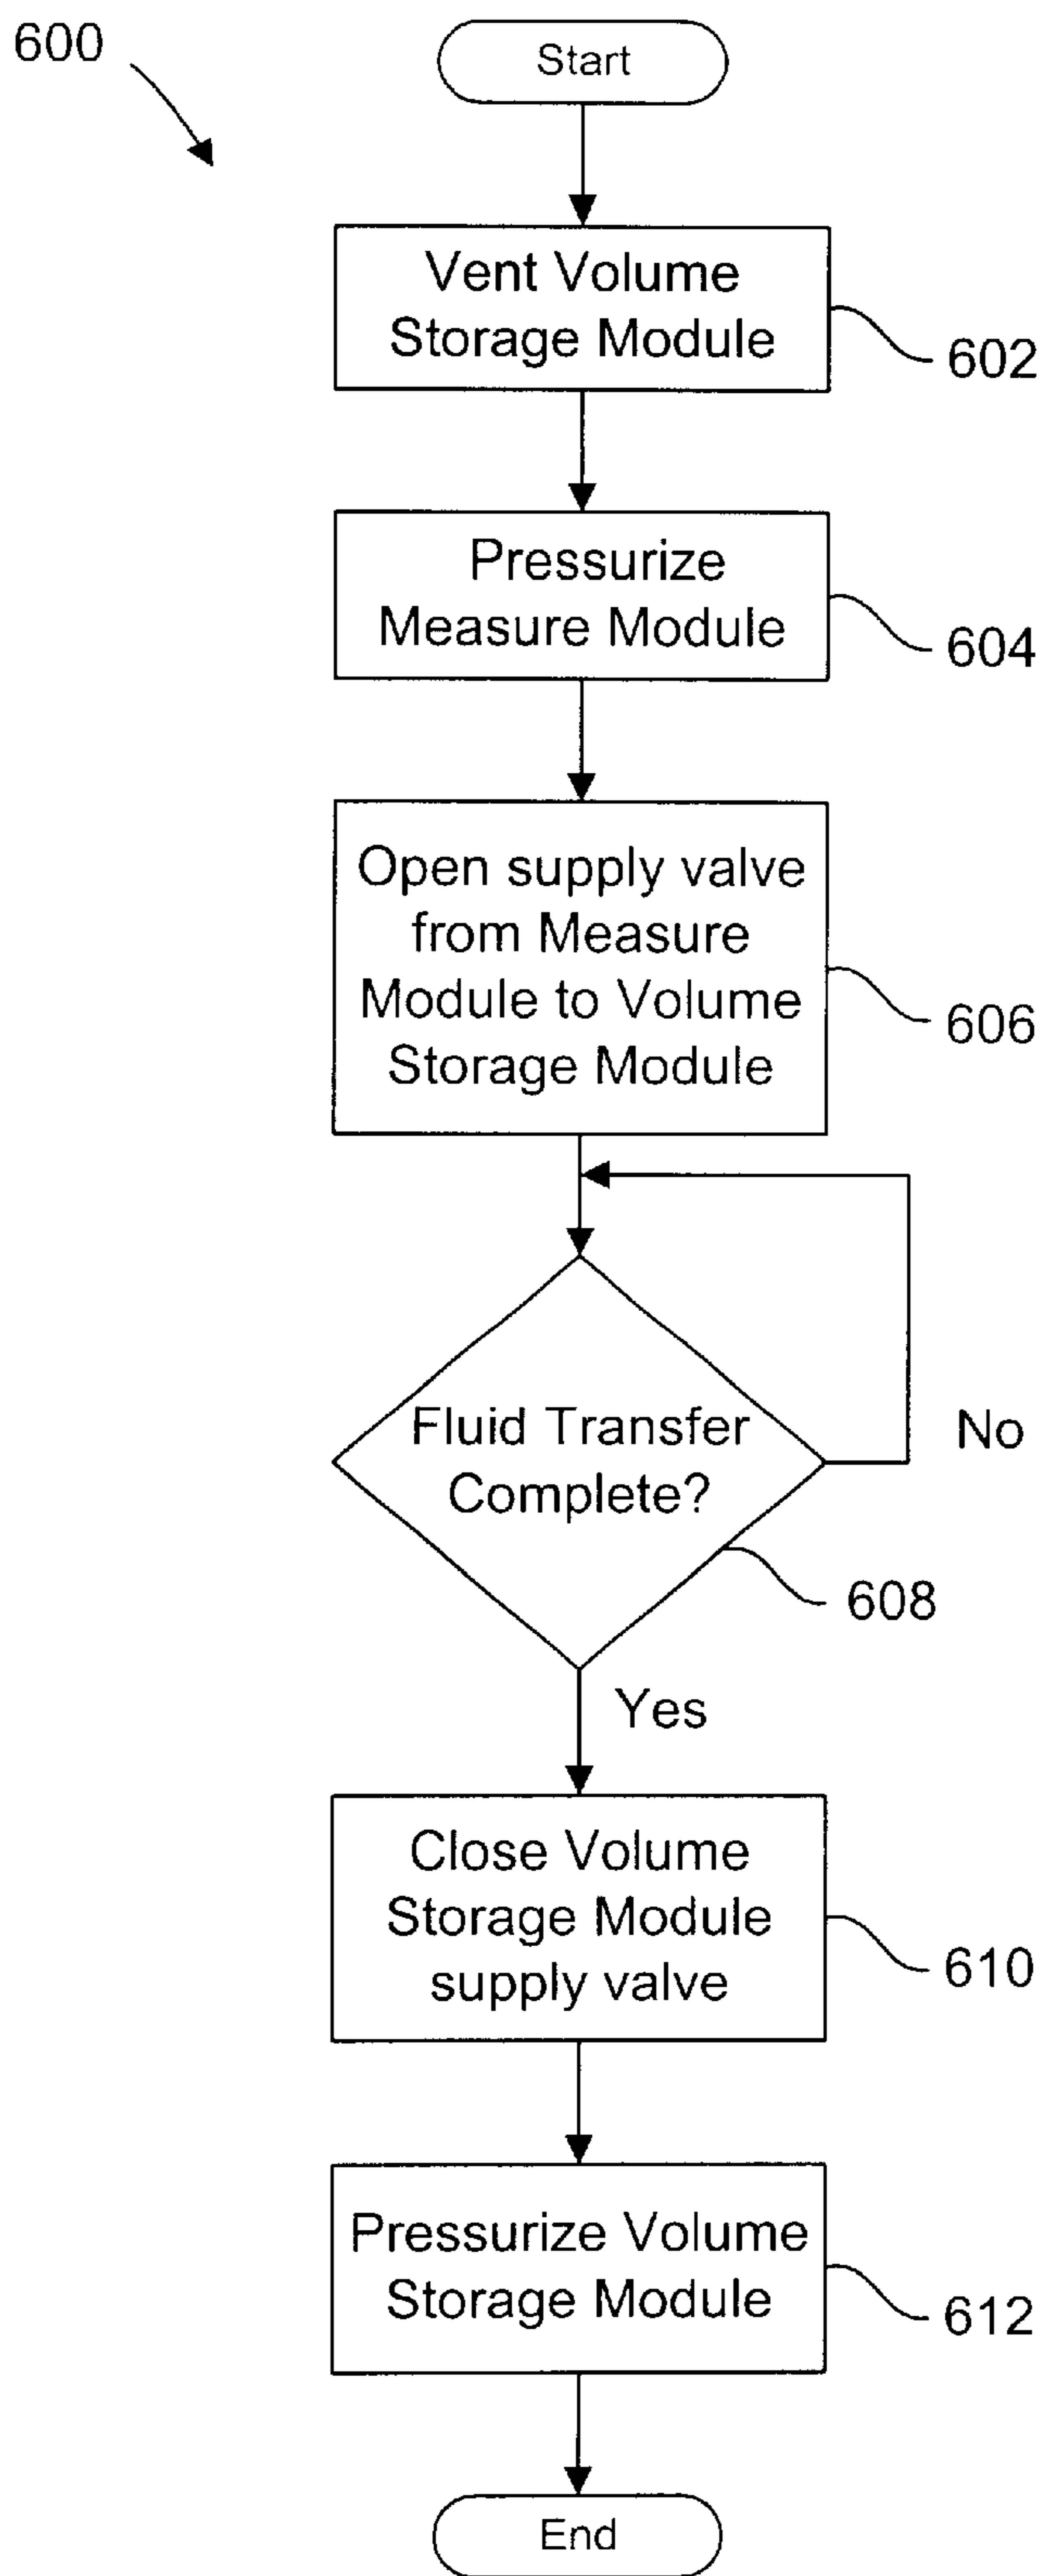 600
Start
Vent Volume
Storage Module
602
Pressurize
Measure Module
604
Open supply valve
from Measure
Module to Volume
Storage Module
606
Fluid Transfer
Complete?
No
608
Yes
Close Volume
Storage Module
supply valve
610
Pressurize Volume
Storage Module
612
End